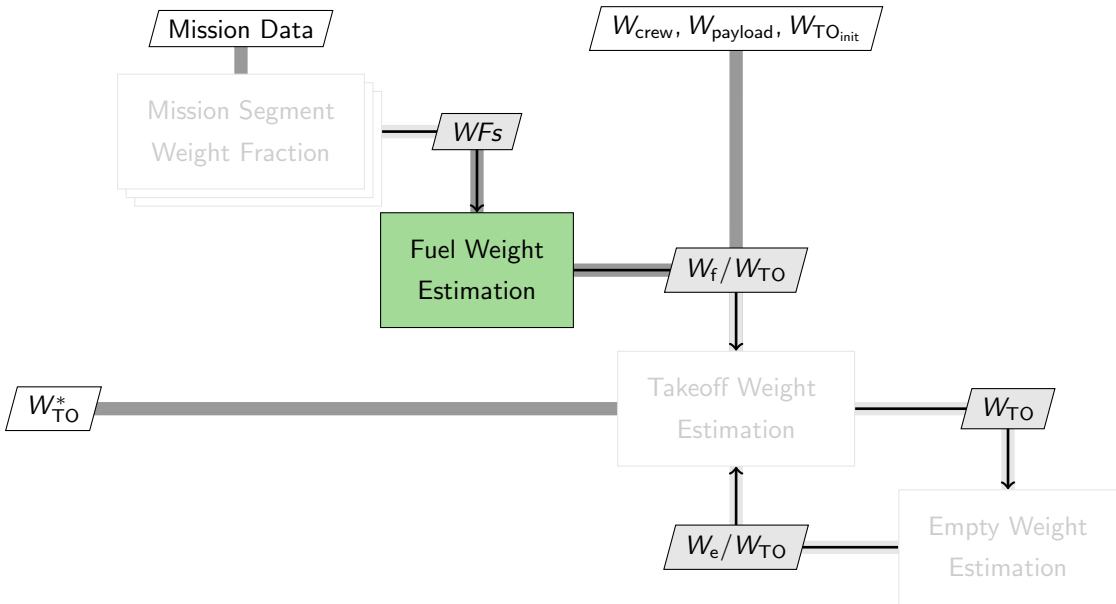 Mission Data
W_crew, W_payload, W_TO_init
Mission Segment
Weight Fraction
WFs
Fuel Weight
Estimation
W_f/W_TO
Takeoff Weight
Estimation
W*_TO
W_TO
W_e/W_TO
Empty Weight
Estimation